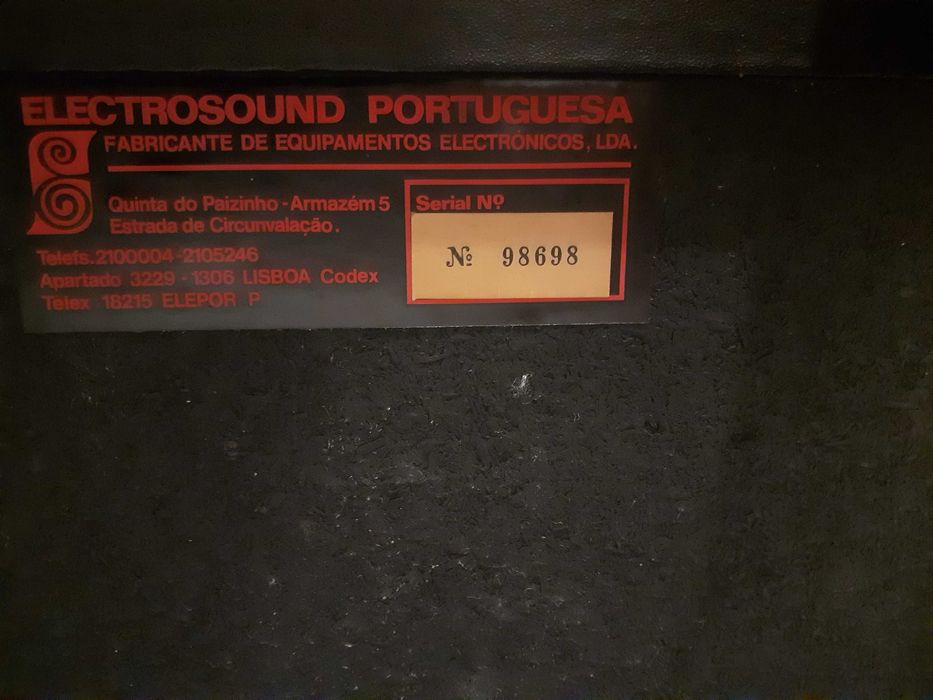 ELECTROSOUND PORTUGUESA
FABRICANTE DE EQUIPAMENTOS ELECTRÓNICOS, LDA.
Quinta do Paizinho - Armazém 5
Estrada de Circunvalação.
Telefs. 2100004 - 2105246
Apartado 3229 - 1306 LISBOA Codex
Telex 18215 ELEPOR P
Serial Nº
№ 98698